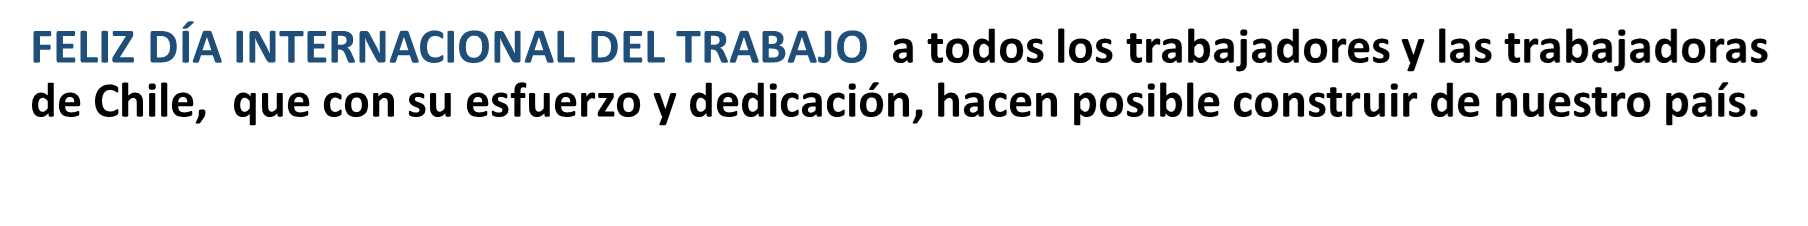 FELIZ DÍA INTERNACIONAL DEL TRABAJO  a todos los trabajadores y las trabajadoras
de Chile,  que con su esfuerzo y dedicación, hacen posible construir de nuestro país.